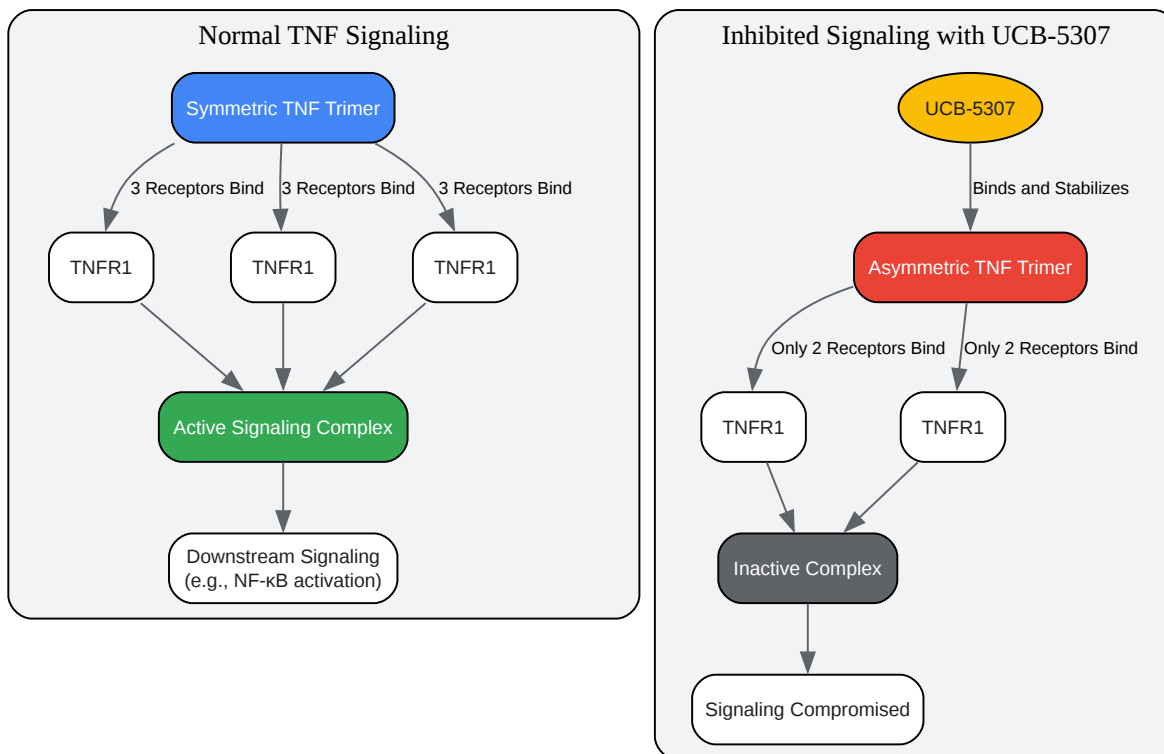 Normal TNF Signaling
Symmetric TNF Trimer
3 Receptors Bind
3 Receptors Bind
3 Receptors Bind
TNFR1
TNFR1
TNFR1
Active Signaling Complex
Downstream Signaling
(e.g., NF-κB activation)
Inhibited Signaling with UCB-5307
UCB-5307
Binds and Stabilizes
Asymmetric TNF Trimer
Only 2 Receptors Bind
Only 2 Receptors Bind
TNFR1
TNFR1
Inactive Complex
Signaling Compromised